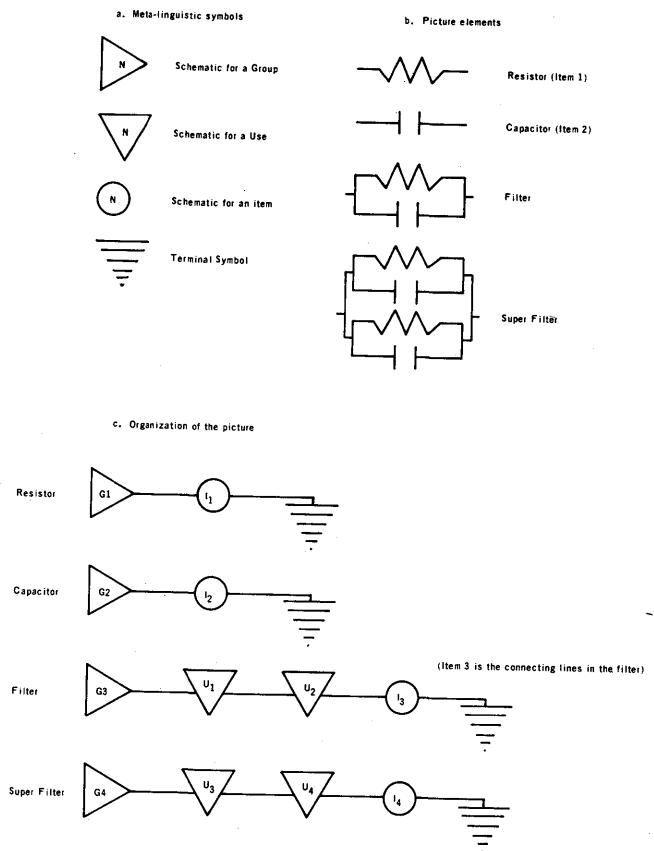 a. Meta-linguistic symbols
N
Schematic for a Group
N
Schematic for a Use
N
Schematic for an item
Terminal Symbol
b. Picture elements
Resistor (Item 1)
Capacitor (Item 2)
Filter
Super Filter
c. Organization of the picture
Resistor G1 I1
Capacitor G2 I2
(Item 3 is the connecting lines in the filter)
Filter G3 U1 U2 I3
Super Filter G4 U3 U4 I4